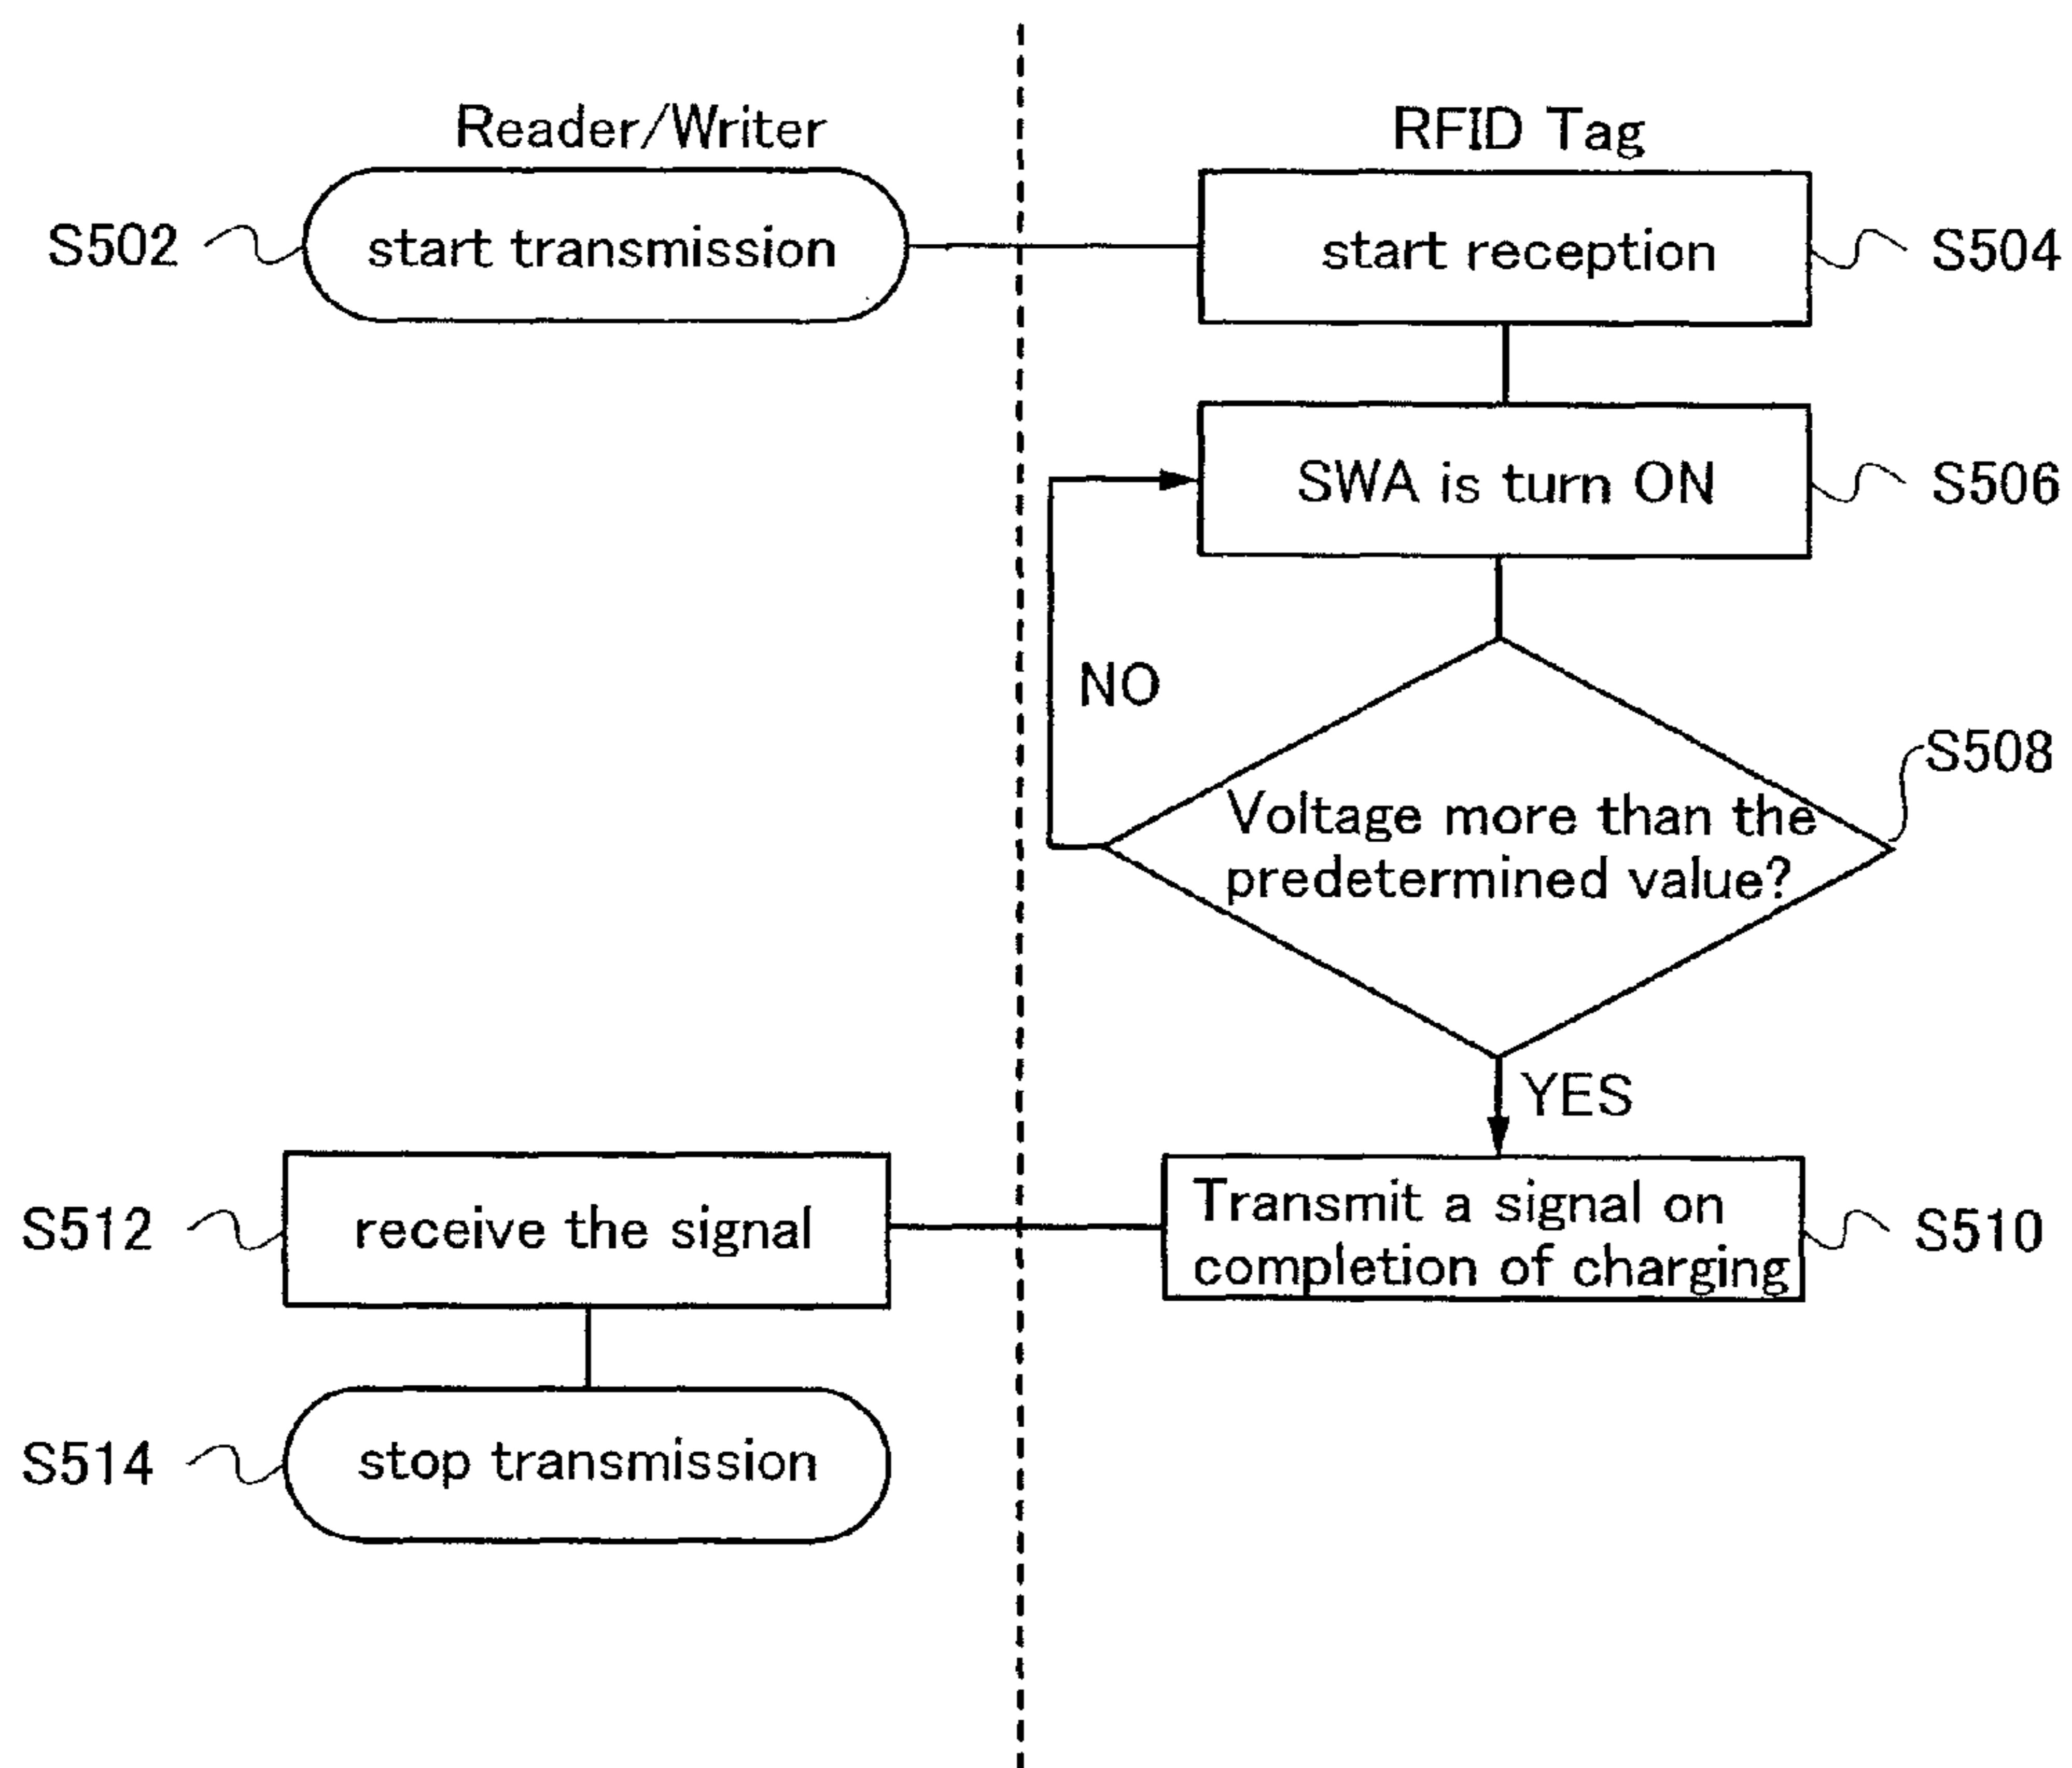 Reader/Writer
RFID Tag
S502
start transmission
start reception
S504
SWA is turn ON
S506
NO
S508
Voltage more than the
predetermined value?
YES
S512
receive the signal
Transmit a signal on
completion of charging
S510
S514
stop transmission